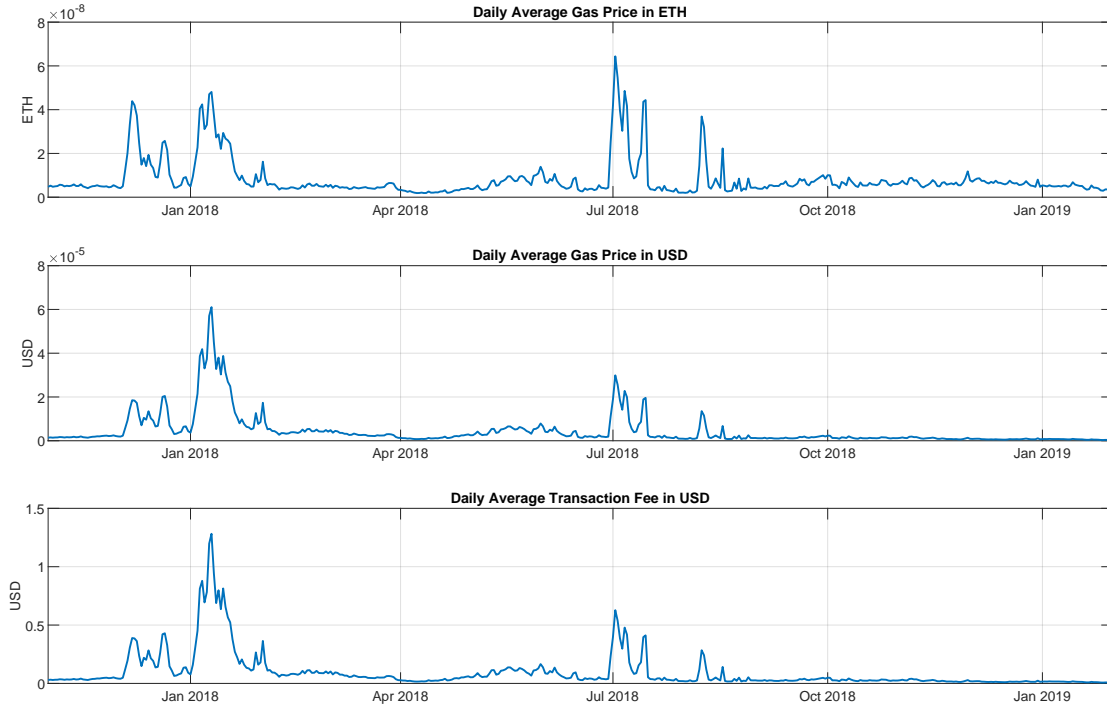 Daily Average Gas Price in ETH
×10-8
8
6
4
2
0
ETH
Jan 2018 Apr 2018 Jul 2018 Oct 2018 Jan 2019
Daily Average Gas Price in USD
×10-5
8
6
4
2
0
USD
Jan 2018 Apr 2018 Jul 2018 Oct 2018 Jan 2019
Daily Average Transaction Fee in USD
1.5
1
0.5
0
USD
Jan 2018 Apr 2018 Jul 2018 Oct 2018 Jan 2019